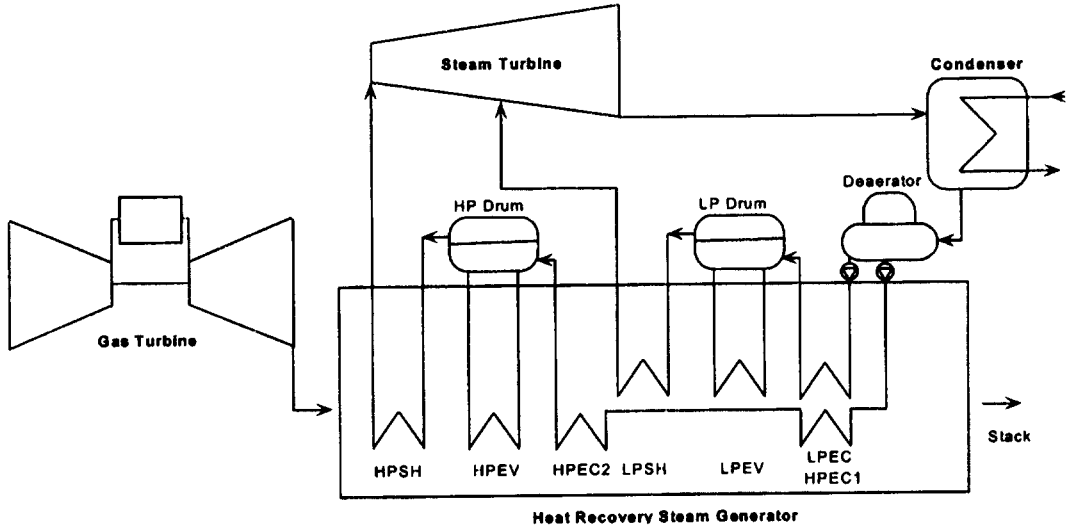 Steam Turbine
Condenser
Deaerator
HP Drum
LP Drum
Gas Turbine
HPSH
HPEV
HPEC2
LPSH
LPEV
LPEC
HPEC1
Stack
Heat Recovery Steam Generator